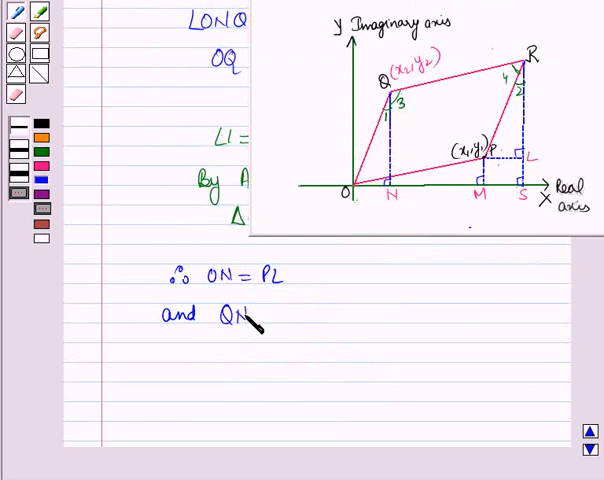 LONQ
OQ
L1 =
By A
Δ
∴ ON = PL
and QN
Y Imaginary axis
R
(x2, y2)
Q
4
2
3
1
(x1, y1) P
L
O
N
M
S
X
Real axis